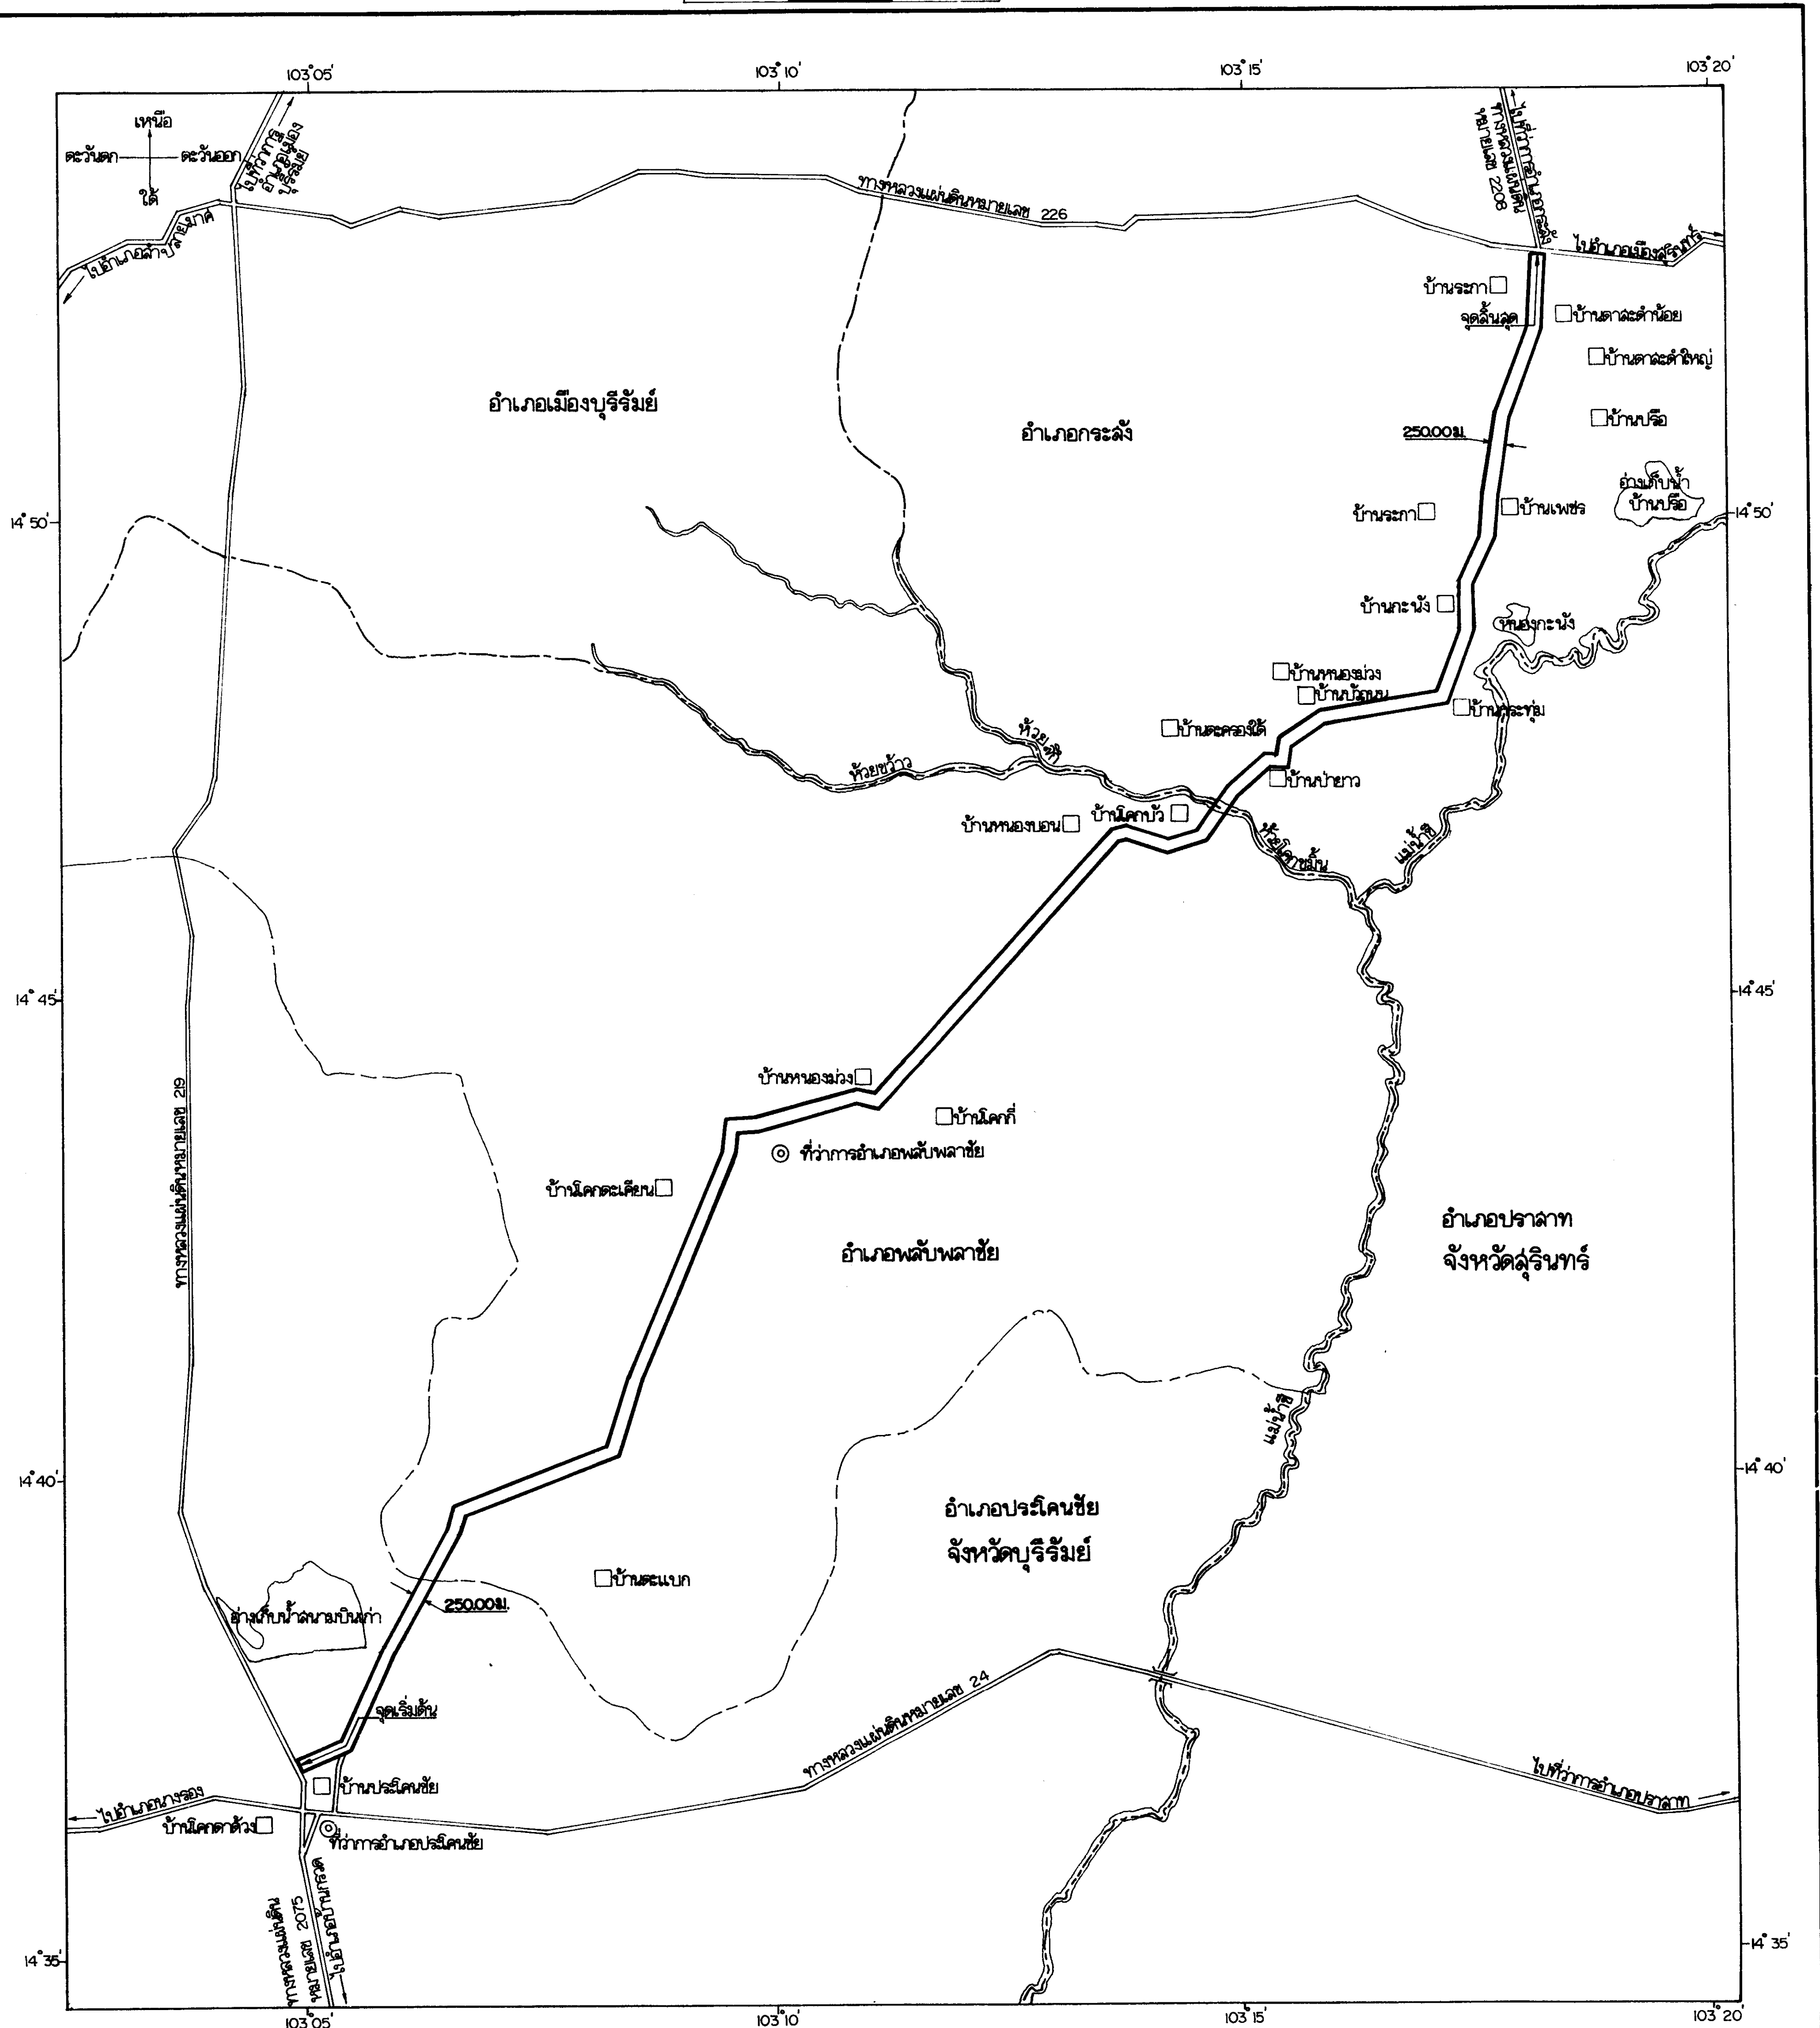 103°05'
103°10'
103°15'
103°20'
เหนือ
ตะวันตก
ตะวันออก
ใต้
ไปที่ว่าการ
อำเภอเมือง
บุรีรัมย์
ไปอำเภอลำปลายมาศ
ทางหลวงแผ่นดินหมายเลข 226
ไปที่ว่าการอำเภอกระสัง
ทางหลวงแผ่นดิน
หมายเลข 2208
ไปอำเภอเมืองสุรินทร์
บ้านระกา
จุดสิ้นสุด
บ้านตาสะดำน้อย
บ้านตาสะดำใหญ่
อำเภอเมืองบุรีรัมย์
อำเภอกระสัง
250.00ม.
บ้านปรือ
อ่างเก็บน้ำ
บ้านปรือ
14°50'
บ้านระกา
บ้านเพชร
14°50'
บ้านกะนัง
หนองกะนัง
บ้านหนองม่วง
บ้านบัวถนน
บ้านกระทุ่ม
บ้านตะครองใต้
ห้วยขว้าว
บ้านป่ายาว
บ้านหนองบอน
บ้านโคกบัว
ห้วยโคาขมิ้น
แม่น้ำชี
14°45'
14°45'
ทางหลวงแผ่นดินหมายเลข 219
บ้านหนองม่วง
บ้านโคกกี่
ที่ว่าการอำเภอพลับพลาชัย
บ้านโคกตะเคียน
อำเภอพลับพลาชัย
อำเภอปราสาท
จังหวัดสุรินทร์
แม่น้ำชี
14°40'
14°40'
อำเภอประโคนชัย
จังหวัดบุรีรัมย์
บ้านตะแบก
250.00ม.
อ่างเก็บน้ำสนามบินเก่า
จุดเริ่มต้น
ทางหลวงแผ่นดินหมายเลข 24
ไปที่ว่าการอำเภอปราสาท
บ้านประโคนชัย
ไปอำเภอนางรอง
บ้านโคกตาด้วง
ที่ว่าการอำเภอประโคนชัย
ทางหลวงแผ่นดิน
หมายเลข 2075
ไปอำเภอบ้านกรวด
14°35'
14°35'
103°05'
103°10'
103°15'
103°20'